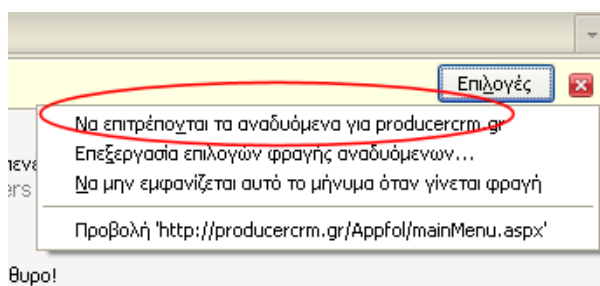 Επιλογές
Να επιτρέπονται τα αναδυόμενα για producercrm.gr
Επεξεργασία επιλογών φραγής αναδυόμενων...
Να μην εμφανίζεται αυτό το μήνυμα όταν γίνεται φραγή
Προβολή 'http://producercrm.gr/Appfol/mainMenu.aspx'
θυρο!